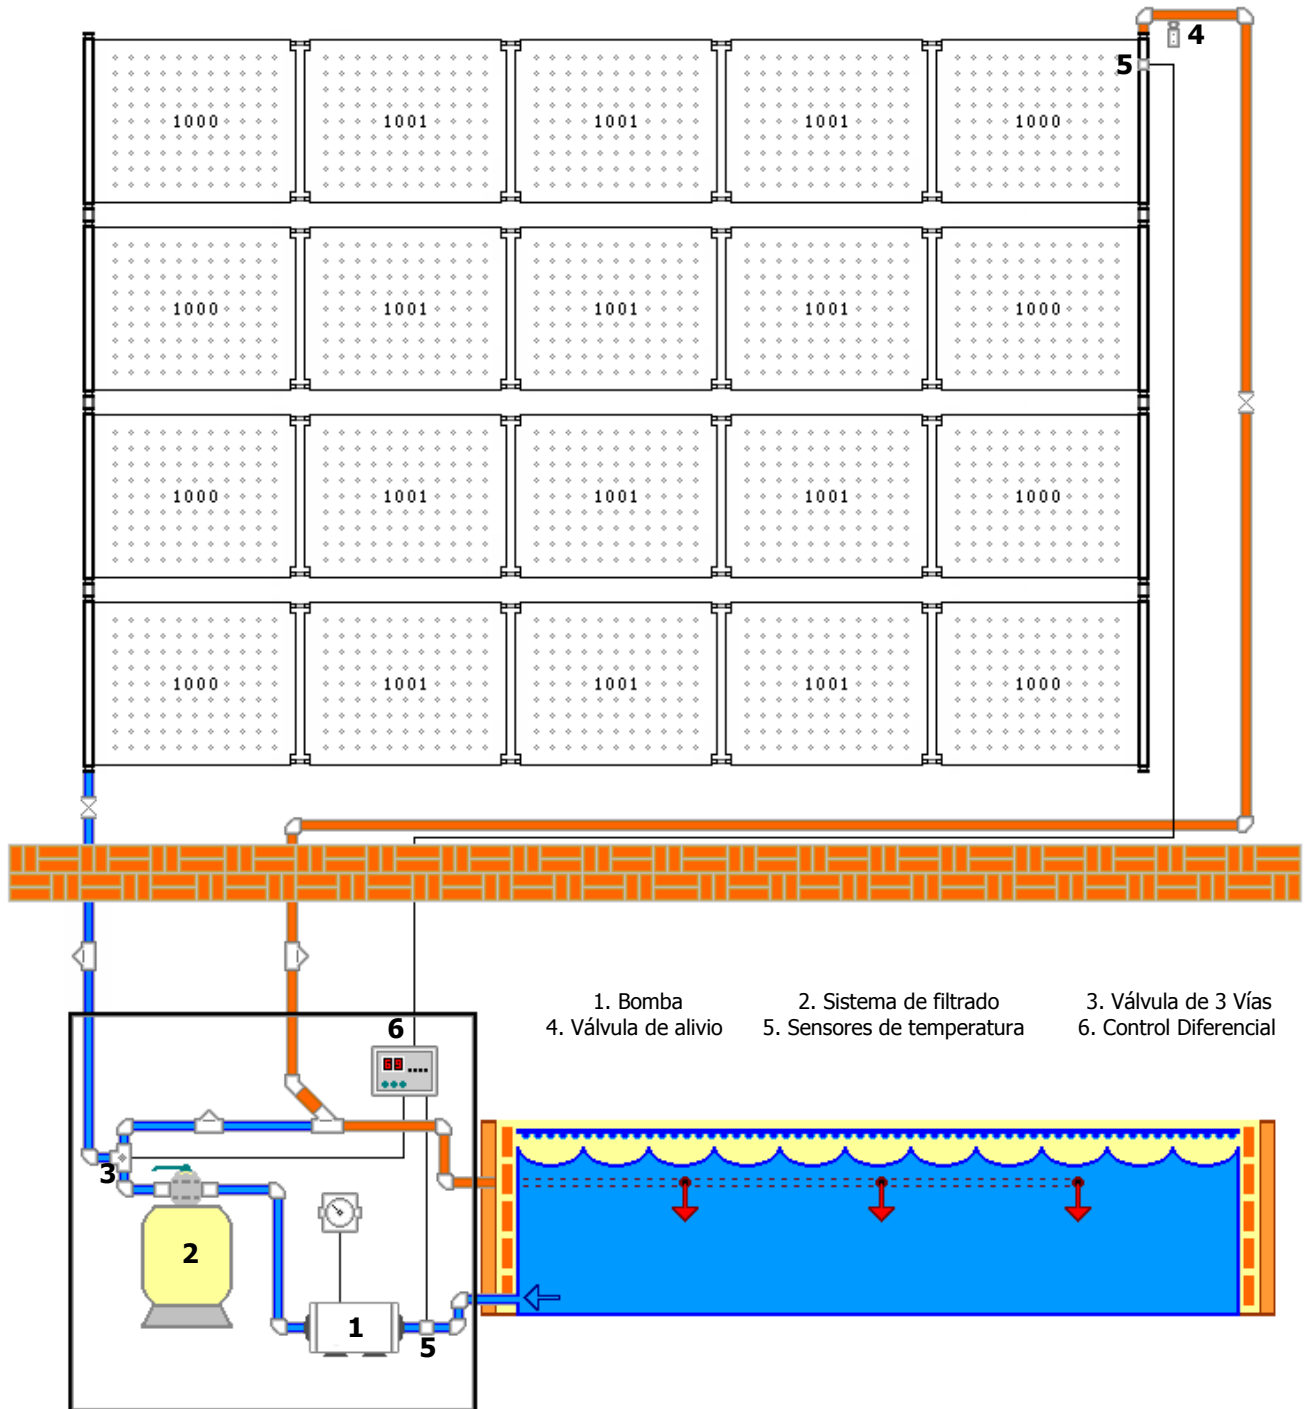 4
5
1000 1001 1001 1001 1000
1000 1001 1001 1001 1000
1000 1001 1001 1001 1000
1000 1001 1001 1001 1000
1. Bomba 2. Sistema de filtrado 3. Válvula de 3 Vías
4. Válvula de alivio 5. Sensores de temperatura 6. Control Diferencial
6
69
3
2
1
5